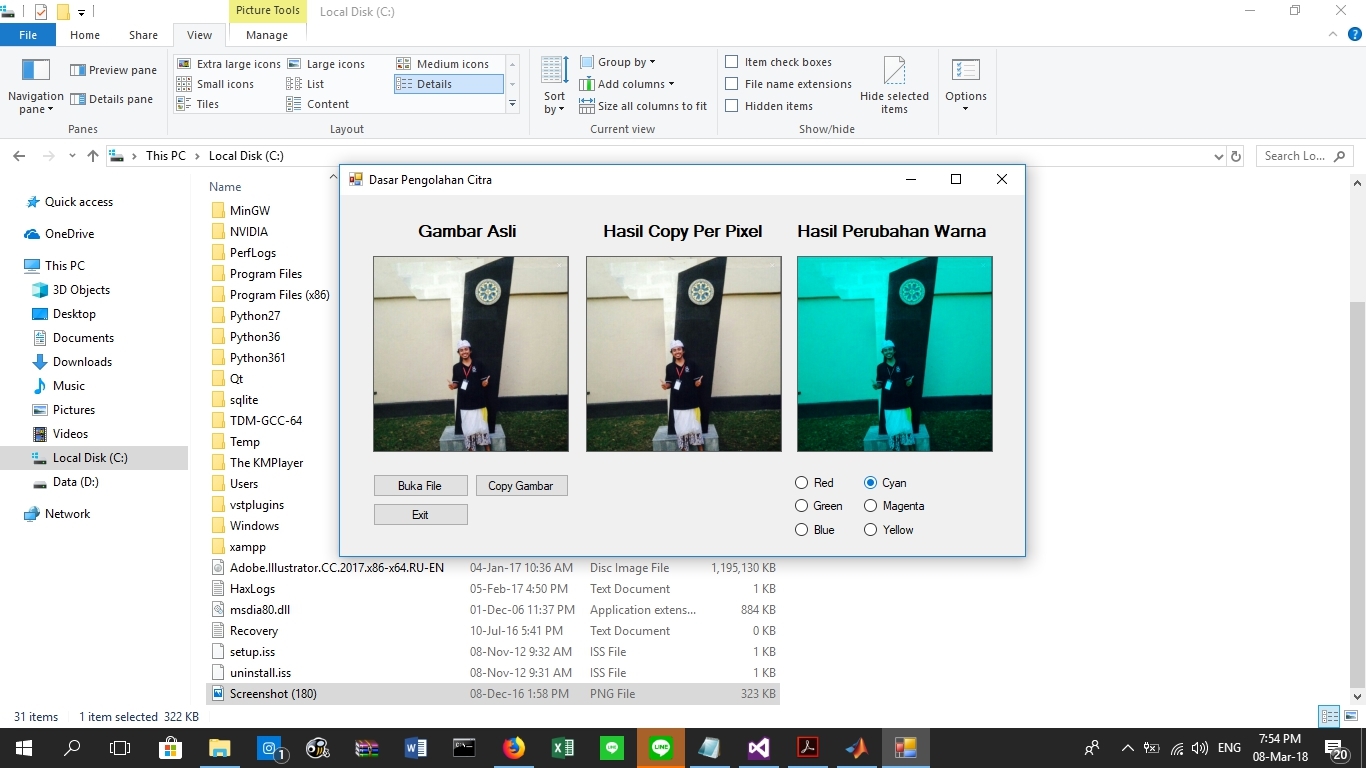 Picture Tools Local Disk (C:)
File Home Share View Manage
Navigation pane Preview pane Details pane
Panes
Extra large icons Large icons Medium icons
Small icons List Details
Tiles Content
Layout
Sort by Group by
Add columns
Size all columns to fit
Current view
Item check boxes
File name extensions
Hidden items
Hide selected items
Show/hide
Options
This PC Local Disk (C:) Search Lo...
Quick access
OneDrive
This PC
3D Objects
Desktop
Documents
Downloads
Music
Pictures
Videos
Local Disk (C:)
Data (D:)
Network
Name
MinGW
NVIDIA
PerfLogs
Program Files
Program Files (x86)
Python27
Python36
Python361
Qt
sqlite
TDM-GCC-64
Temp
The KMPlayer
Users
vstplugins
Windows
xampp
Adobe.Illustrator.CC.2017.x86-x64.RU-EN 04-Jan-17 10:36 AM Disc Image File 1,195,130 KB
HaxLogs 05-Feb-17 4:50 PM Text Document 1 KB
msdia80.dll 01-Dec-06 11:37 PM Application extens... 884 KB
Recovery 10-Jul-16 5:41 PM Text Document 0 KB
setup.iss 08-Nov-12 9:32 AM ISS File 1 KB
uninstall.iss 08-Nov-12 9:31 AM ISS File 1 KB
Screenshot (180) 08-Dec-16 1:58 PM PNG File 323 KB
Dasar Pengolahan Citra
Gambar Asli Hasil Copy Per Pixel Hasil Perubahan Warna
Buka File Copy Gambar
Exit
Red Cyan
Green Magenta
Blue Yellow
31 items 1 item selected 322 KB
1
LINE
ENG
7:54 PM
08-Mar-18
20